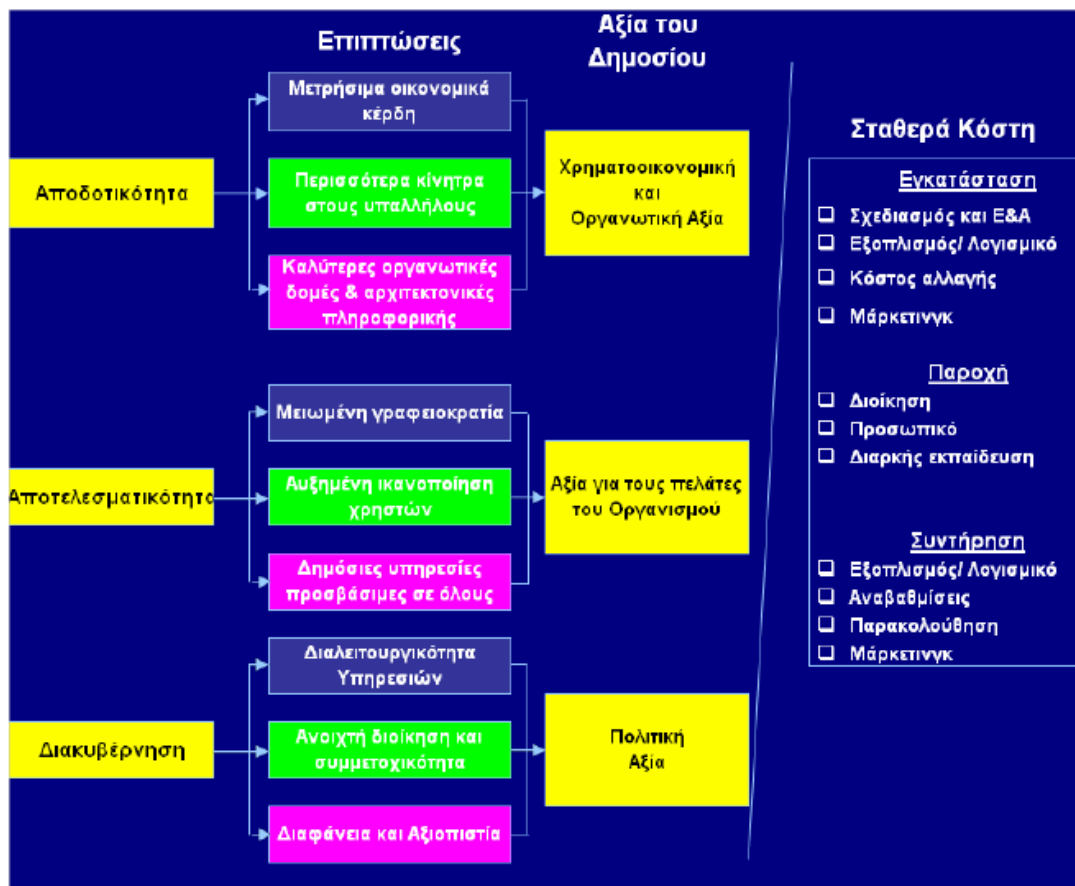 Επιπτώσεις
Αξία του
Δημοσίου
Αποδοτικότητα
Μετρήσιμα οικονομικά
κέρδη
Περισσότερα κίνητρα
στους υπαλλήλους
Καλύτερες οργανωτικές
δομές & αρχιτεκτονικές
πληροφορικής
Χρηματοοικονομική
και
Οργανωτική Αξία
Αποτελεσματικότητα
Μειωμένη γραφειοκρατία
Αυξημένη ικανοποίηση
χρηστών
Δημόσιες υπηρεσίες
προσβάσιμες σε όλους
Αξία για τους πελάτες
του Οργανισμού
Διακυβέρνηση
Διαλειτουργικότητα
Υπηρεσιών
Ανοιχτή διοίκηση και
συμμετοχικότητα
Διαφάνεια και Αξιοπιστία
Πολιτική
Αξία
Σταθερά Κόστη
Εγκατάσταση
Σχεδιασμός και Ε&Α
Εξοπλισμός/ Λογισμικό
Κόστος αλλαγής
Μάρκετινγκ
Παροχή
Διοίκηση
Προσωπικό
Διαρκής εκπαίδευση
Συντήρηση
Εξοπλισμός/ Λογισμικό
Αναβαθμίσεις
Παρακολούθηση
Μάρκετινγκ